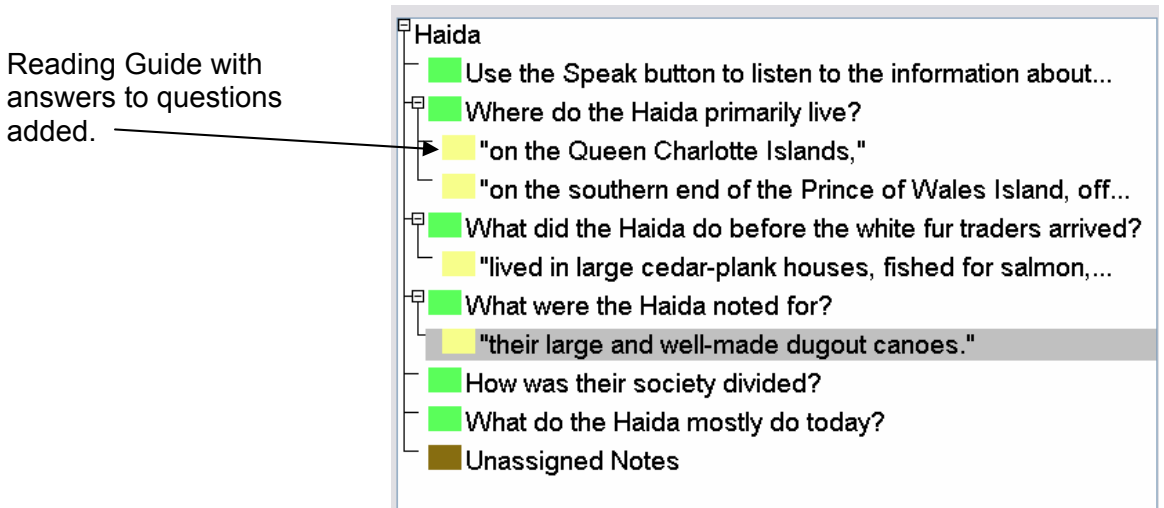 Reading Guide with
answers to questions
added.
Haida
Use the Speak button to listen to the information about...
Where do the Haida primarily live?
"on the Queen Charlotte Islands,"
"on the southern end of the Prince of Wales Island, off...
What did the Haida do before the white fur traders arrived?
"lived in large cedar-plank houses, fished for salmon,...
What were the Haida noted for?
"their large and well-made dugout canoes."
How was their society divided?
What do the Haida mostly do today?
Unassigned Notes